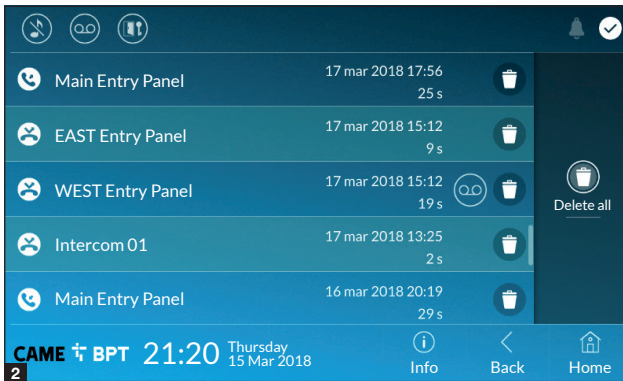 Main Entry Panel 17 mar 2018 17:56
25 s
EAST Entry Panel 17 mar 2018 15:12
9 s
WEST Entry Panel 17 mar 2018 15:12
19 s
Delete all
Intercom 01 17 mar 2018 13:25
2 s
Main Entry Panel 16 mar 2018 20:19
29 s
CAME BPT 21:20 Thursday
15 Mar 2018
Info Back Home
2